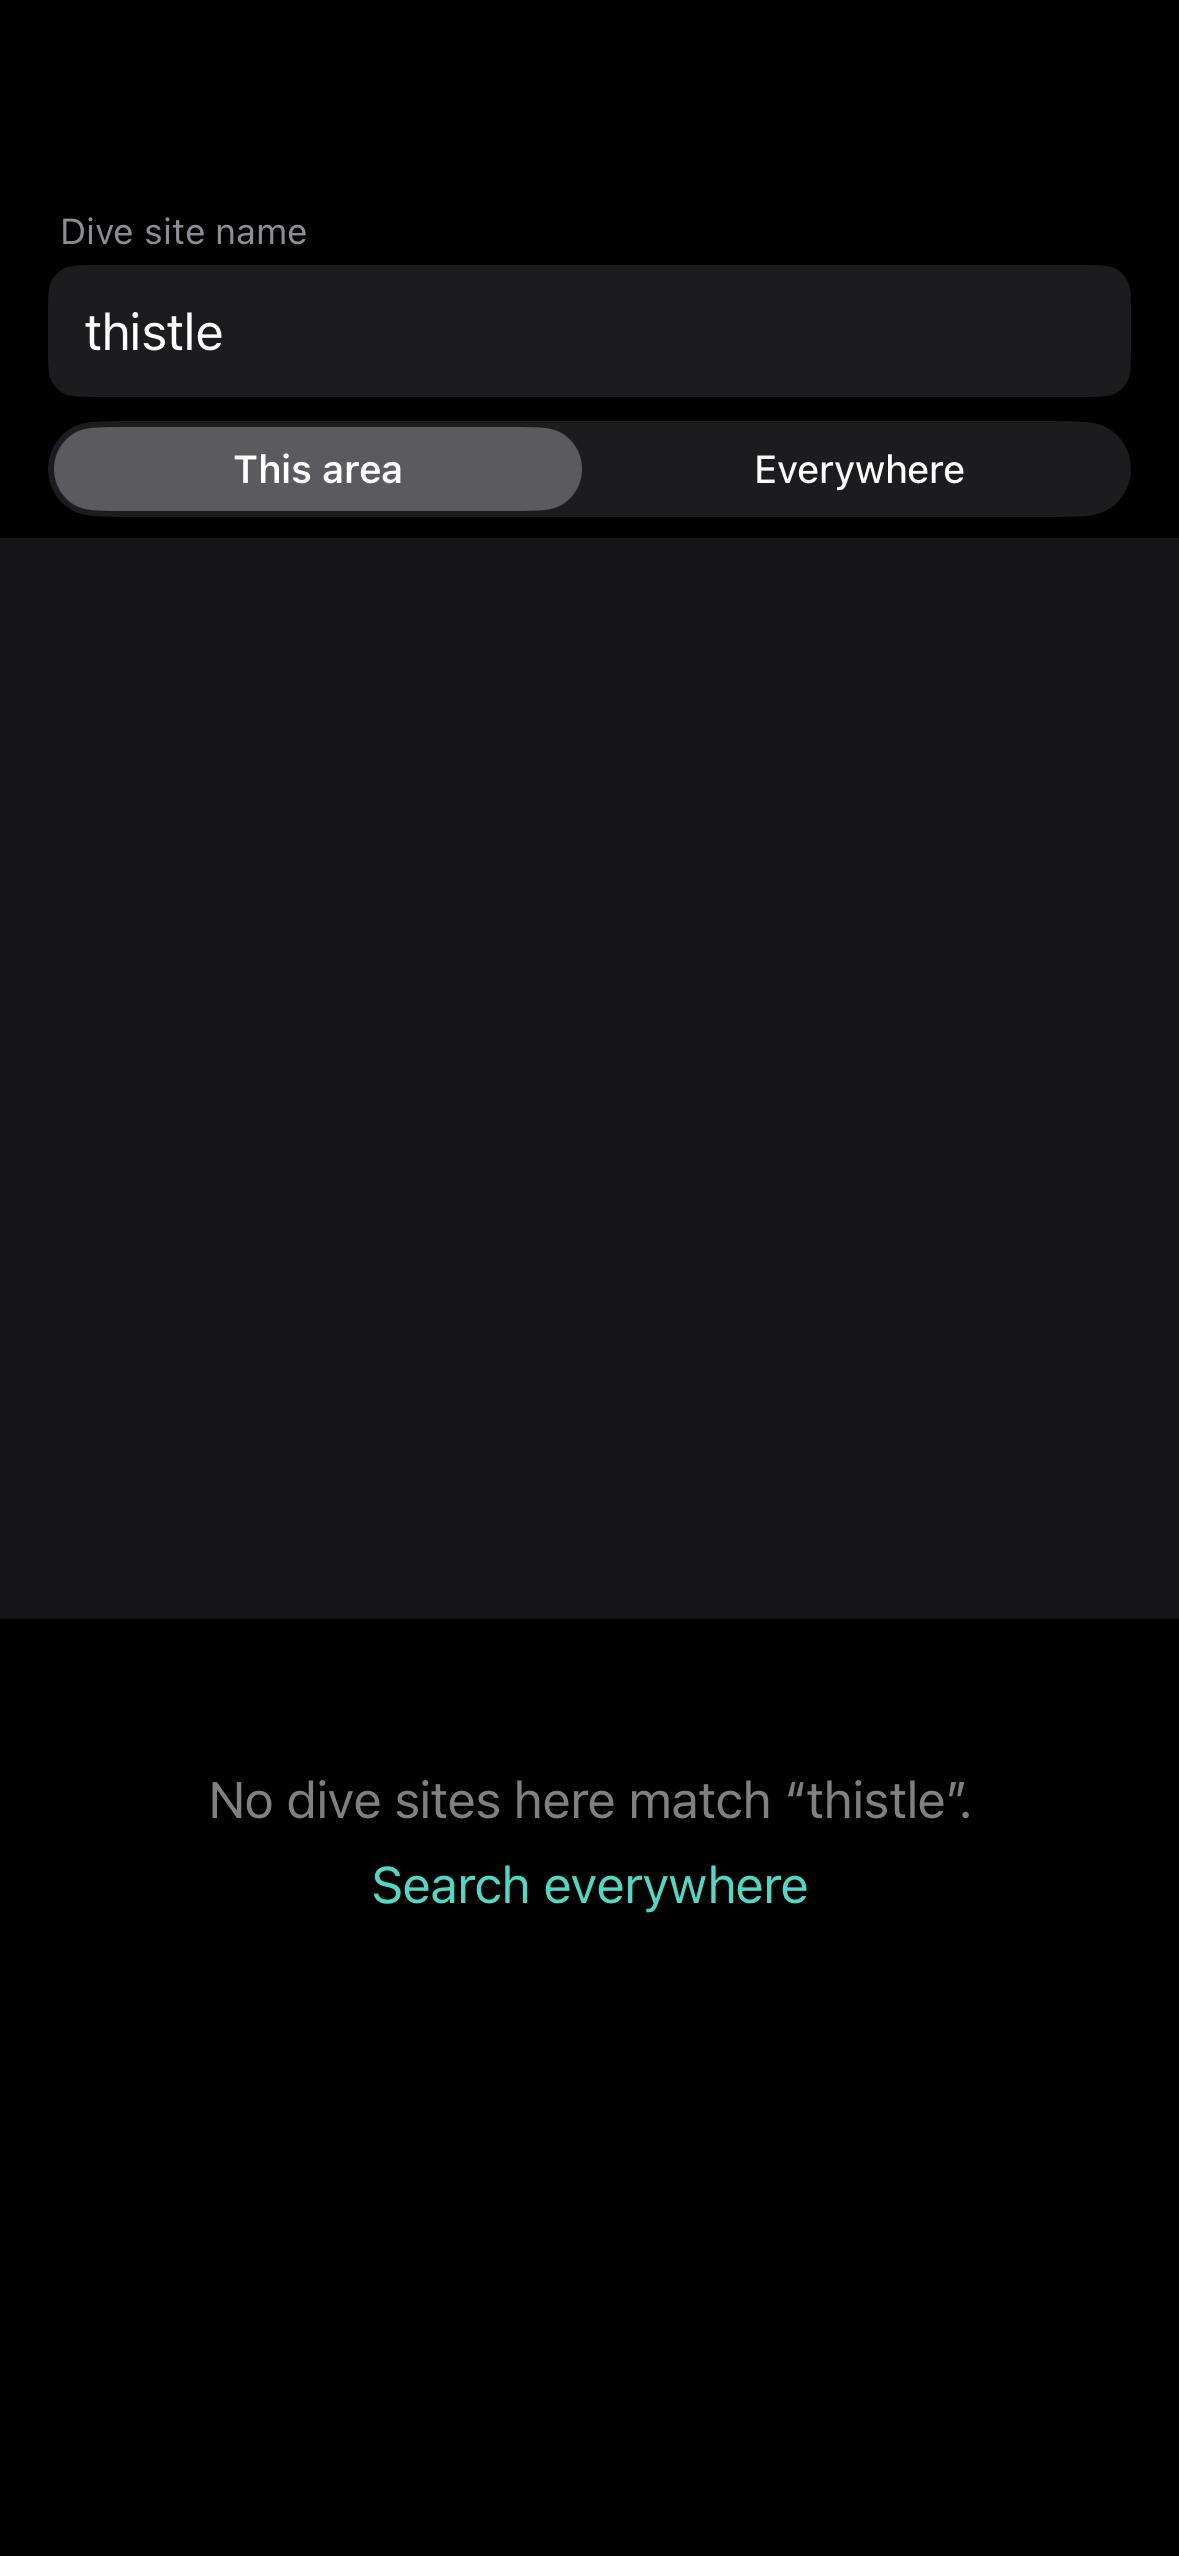 Dive site name
thistle
This area
Everywhere
No dive sites here match “thistle”.
Search everywhere